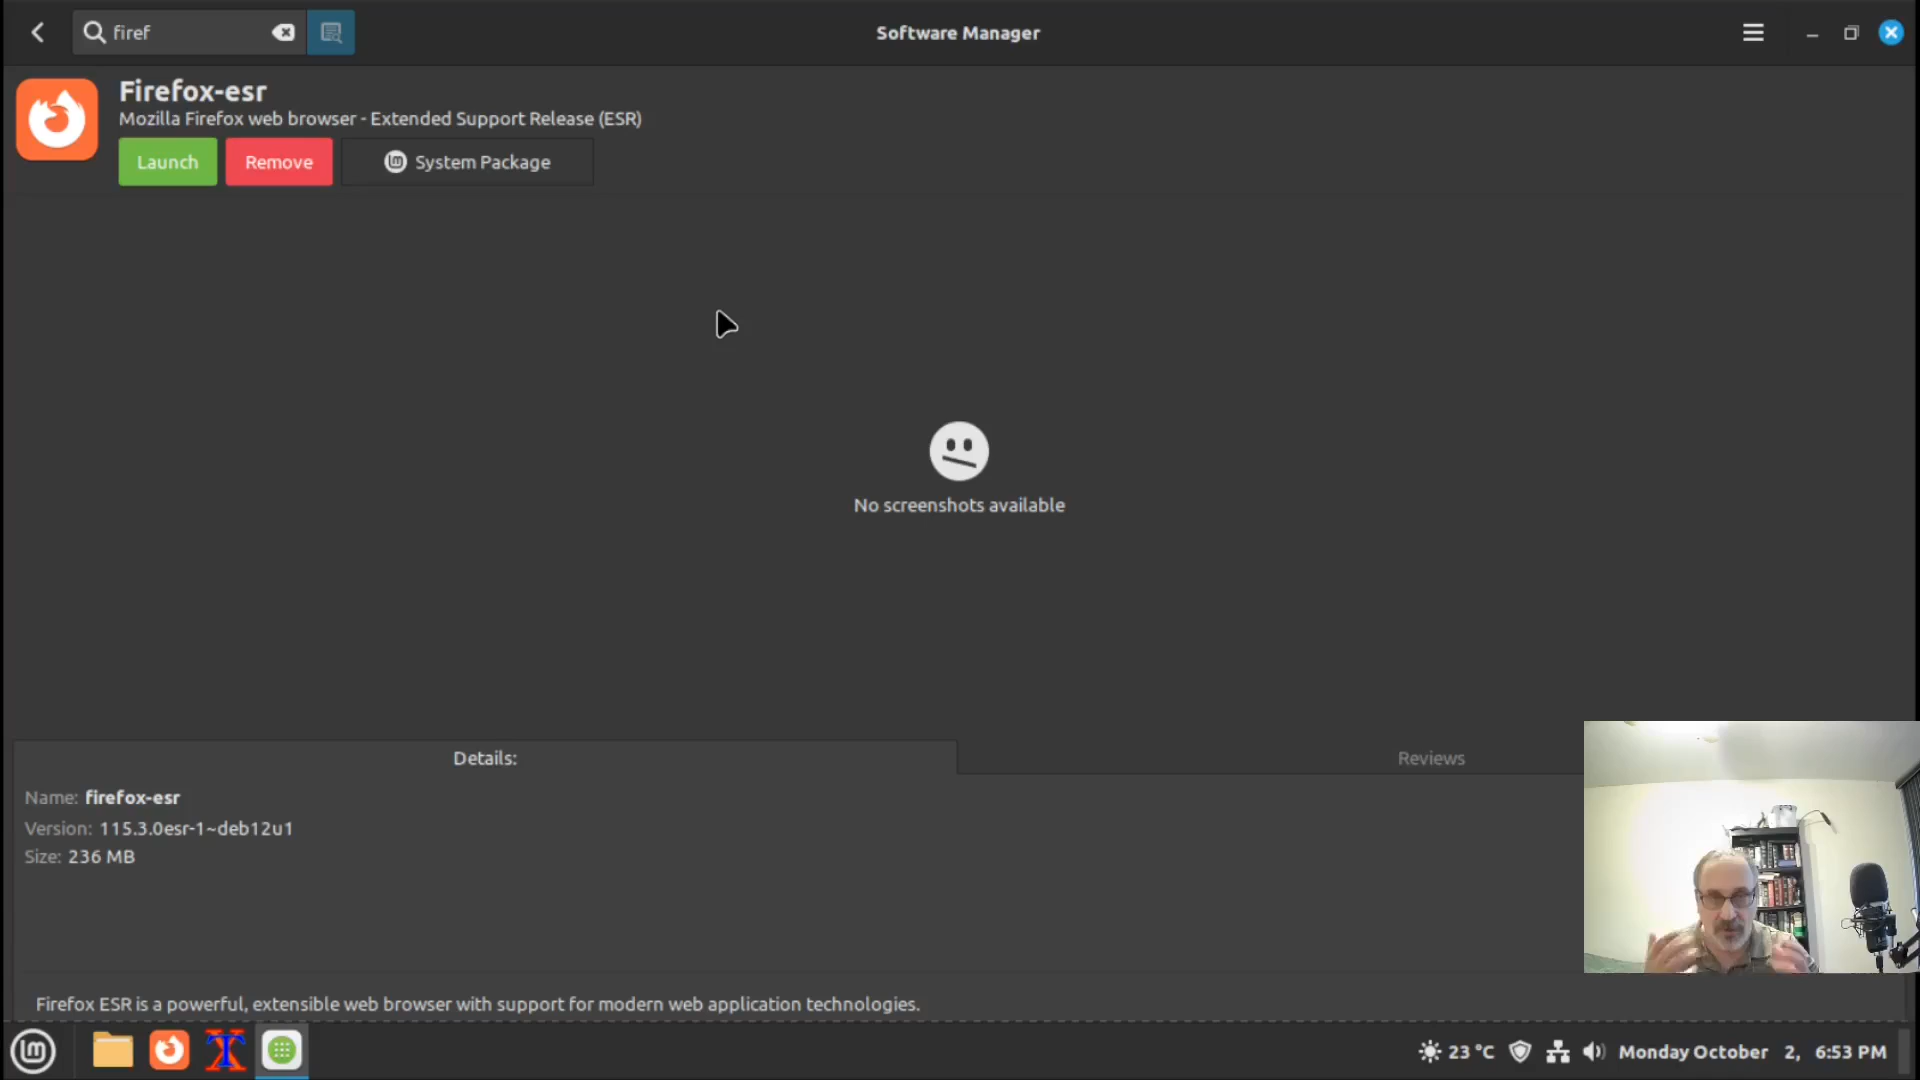 firef
Software Manager
Firefox-esr
Mozilla Firefox web browser - Extended Support Release (ESR)
Launch
Remove
System Package
No screenshots available
Details:
Reviews
Name: firefox-esr
Version: 115.3.0esr-1~deb12u1
Size: 236 MB
Firefox ESR is a powerful, extensible web browser with support for modern web application technologies.
23 °C
Monday October 2, 6:53 PM